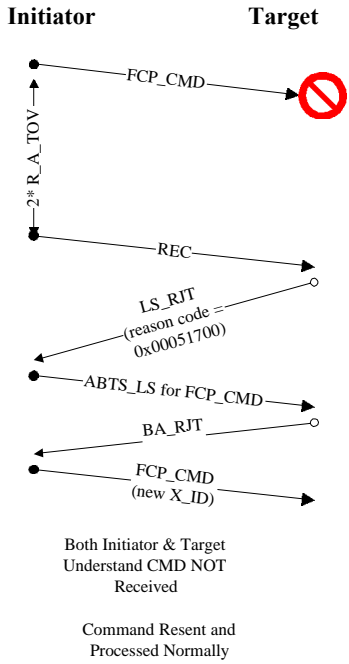 Initiator Target
FCP_CMD
2* R_A_TOV
REC
LS_RJT
(reason code =
0x00051700)
ABTS_LS for FCP_CMD
BA_RJT
FCP_CMD
(new X_ID)
Both Initiator & Target
Understand CMD NOT
Received
Command Resent and
Processed Normally